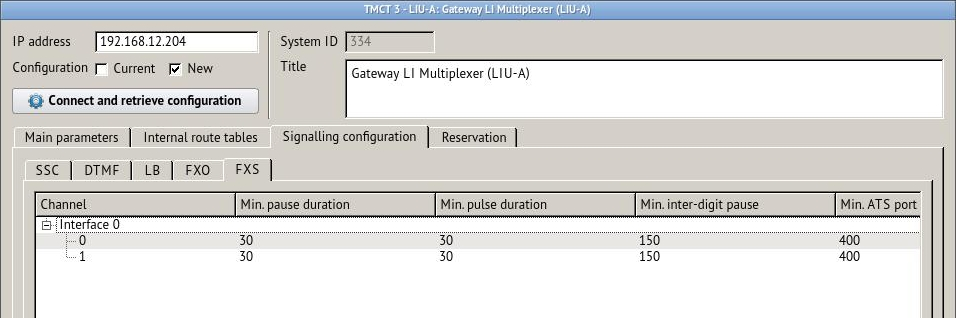 TMCT 3 - LIU-A: Gateway LI Multiplexer (LIU-A)
IP address 192.168.12.204 System ID 334
Configuration Current New Title
Gateway LI Multiplexer (LIU-A)
Connect and retrieve configuration
Main parameters Internal route tables Signalling configuration Reservation
SSC DTMF LB FXO FXS
Channel Min. pause duration Min. pulse duration Min. inter-digit pause Min. ATS port
Interface 0
0 30 30 150 400
1 30 30 150 400